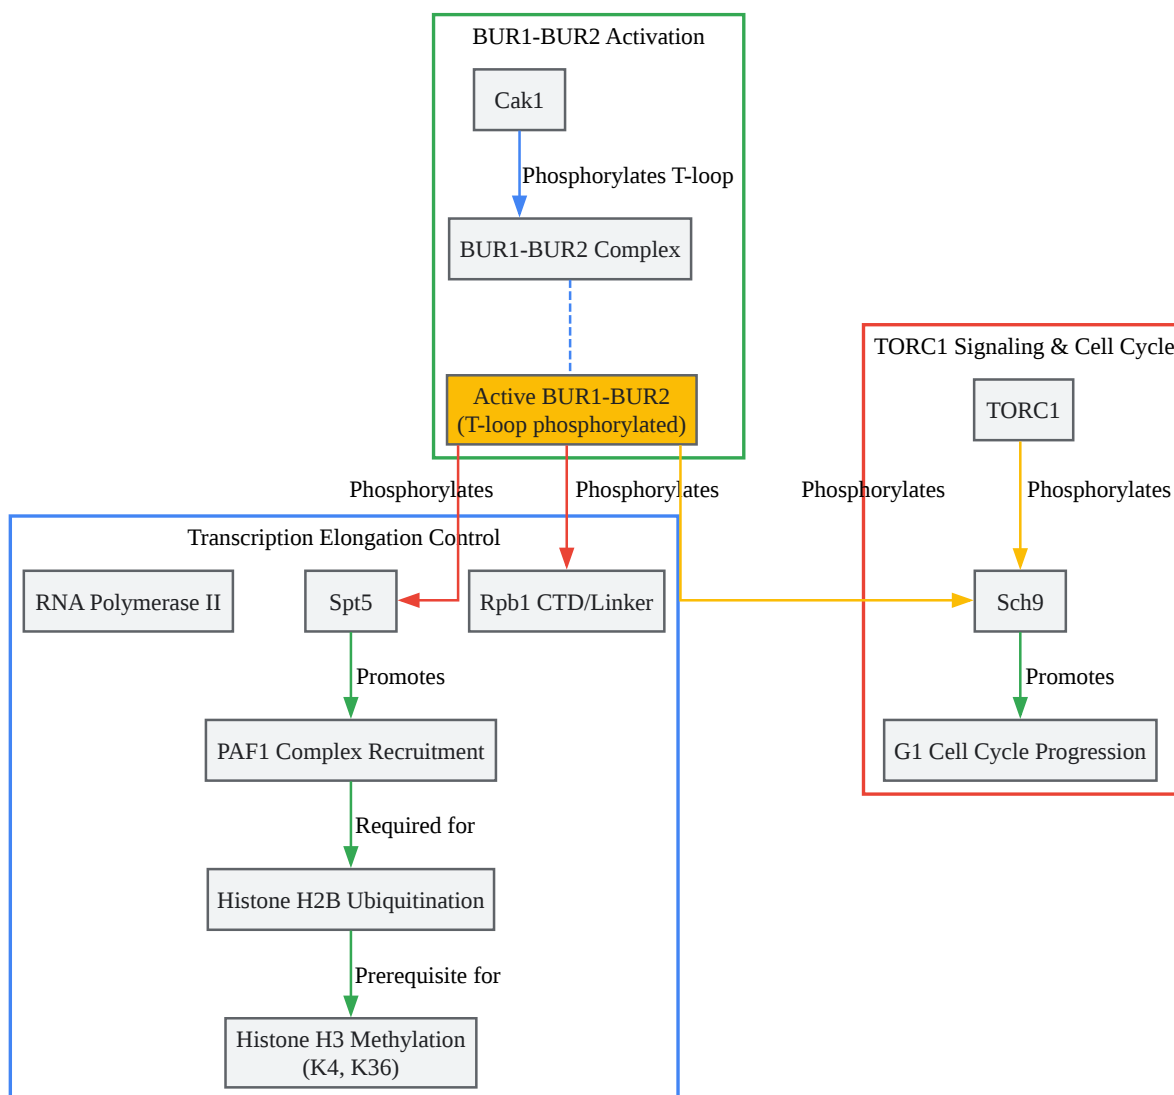 BUR1-BUR2 Activation
Cak1
Phosphorylates T-loop
BUR1-BUR2 Complex
Active BUR1-BUR2
(T-loop phosphorylated)
TORC1 Signaling & Cell Cycle
TORC1
Phosphorylates
Phosphorylates
Phosphorylates
Phosphorylates
Transcription Elongation Control
RNA Polymerase II
Spt5
Rpb1 CTD/Linker
Sch9
Promotes
Promotes
PAF1 Complex Recruitment
G1 Cell Cycle Progression
Required for
Histone H2B Ubiquitination
Prerequisite for
Histone H3 Methylation
(K4, K36)